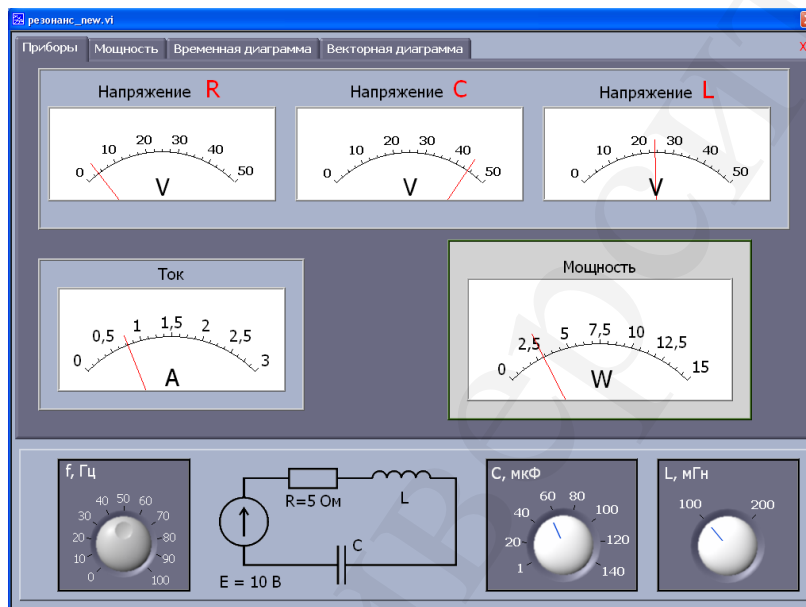 резонанс_new.vi
Приборы Мощность Временная диаграмма Векторная диаграмма
X
Напряжение R
0 10 20 30 40 50
V
Напряжение C
0 10 20 30 40 50
V
Напряжение L
0 10 20 30 40 50
V
Ток
0 0,5 1 1,5 2 2,5 3
A
Мощность
0 2,5 5 7,5 10 12,5 15
W
f, Гц
0 10 20 30 40 50 60 70 80 90 100
R=5 Ом
L
C
E = 10 В
C, мкФ
1 20 40 60 80 100 120 140
L, мГн
100 200